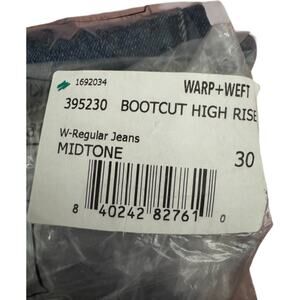 1692034
WARP+WEFT
395230 BOOTCUT HIGH RISE
W-Regular Jeans
MIDTONE 30
8 40242 82761 0